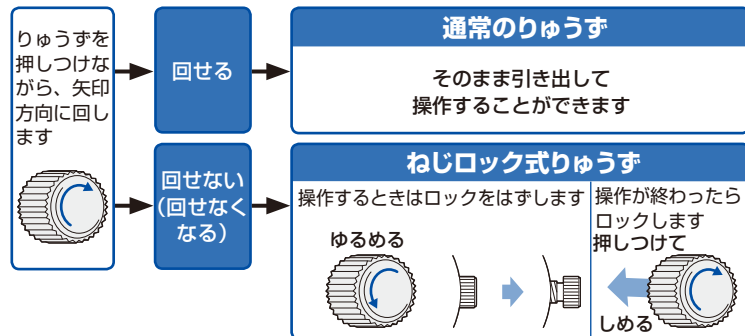 りゅうずを
押しつけな
がら、矢印
方向に回し
ます
回せる
通常のりゅうず
そのまま引き出して
操作することができます
回せない
(回せなく
なる)
ねじロック式りゅうず
操作するときはロックをはずします
ゆるめる
操作が終わったら
ロックします
押しつけて
しめる